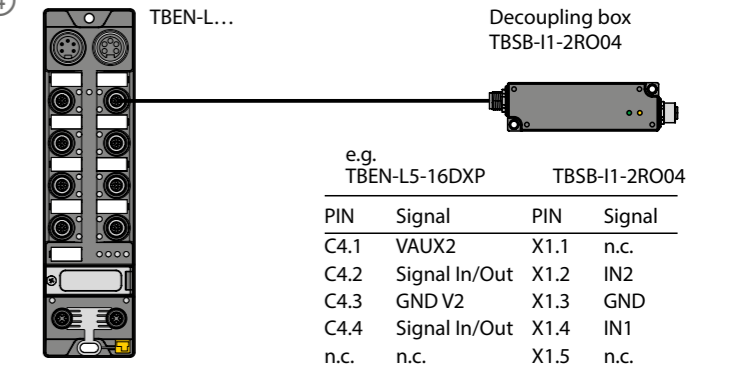 4
TBEN-L… Decoupling box
TBSB-I1-2RO04
e.g.
TBEN-L5-16DXP TBSB-I1-2RO04
PIN Signal PIN Signal
C4.1 VAUX2 X1.1 n.c.
C4.2 Signal In/Out X1.2 IN2
C4.3 GND V2 X1.3 GND
C4.4 Signal In/Out X1.4 IN1
n.c. n.c. X1.5 n.c.